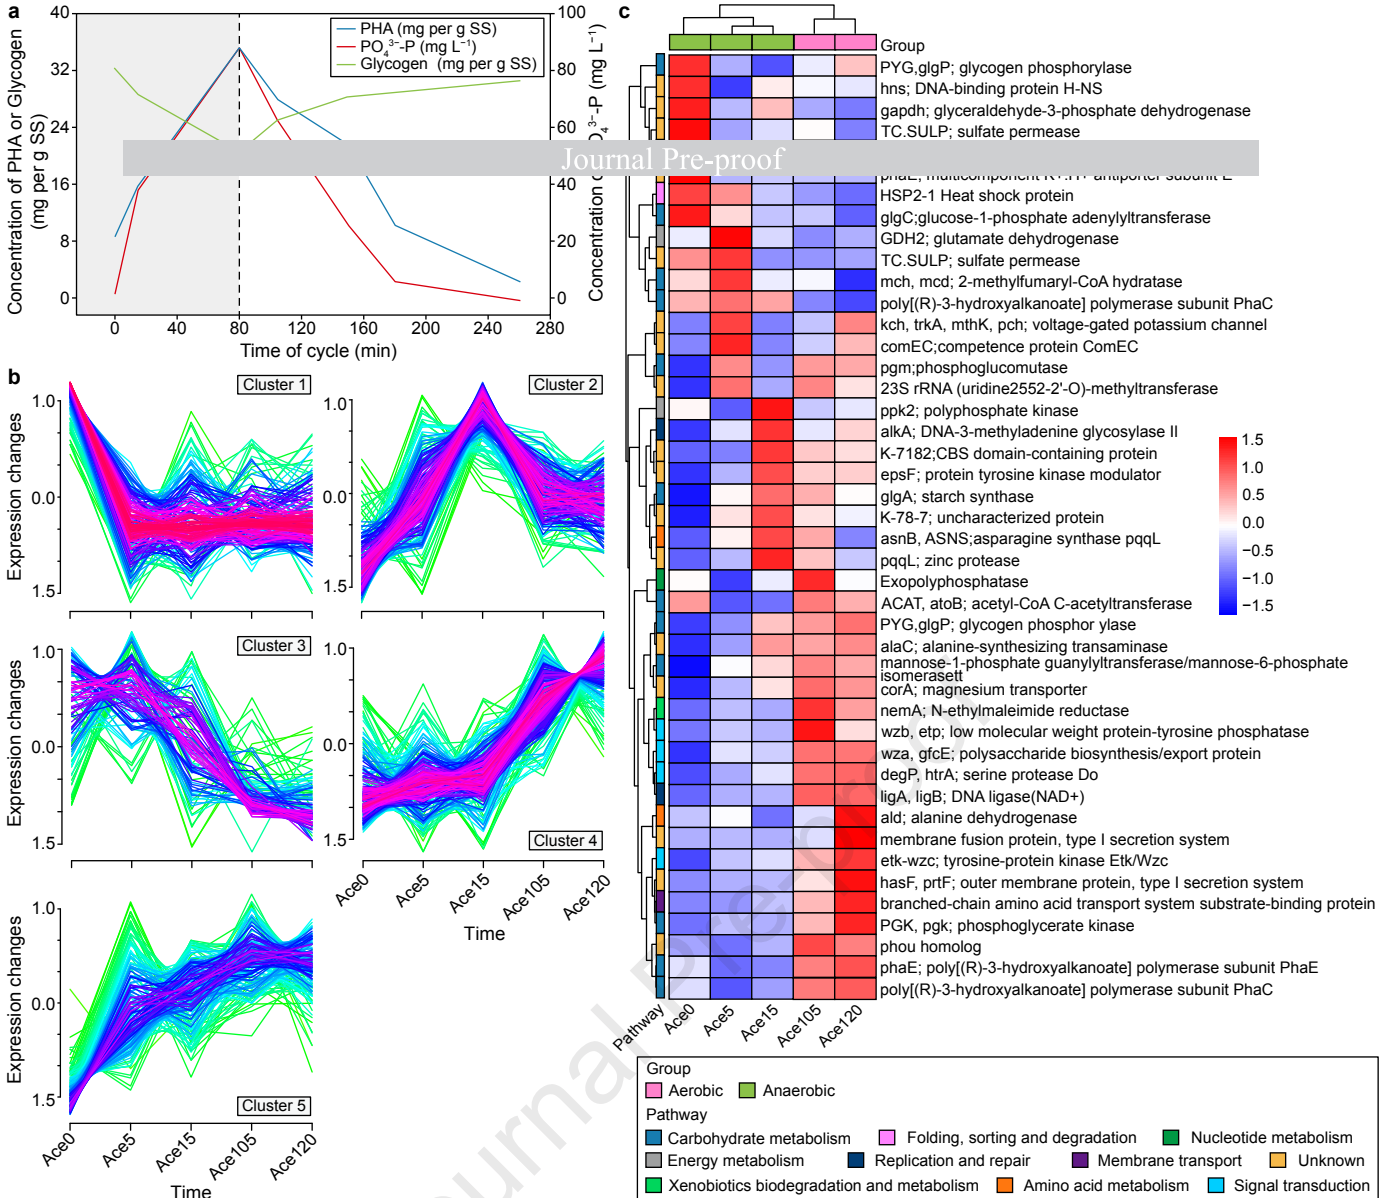 a
Concentration of PHA or Glycogen
(mg per g SS)
40
32
24
16
8
0
PHA (mg per g SS)
PO₄³⁻-P (mg L⁻¹)
Glycogen (mg per g SS)
100
80
60
40
20
0
0
40
80
120
160
200
240
280
Time of cycle (min)
Journal Pre-proof
b
Cluster 1
Expression changes
1.0
0.0
1.5
Cluster 2
1.0
0.0
1.5
Cluster 3
Expression changes
1.0
0.0
1.5
Cluster 4
1.0
0.0
1.5
Ace0
Ace5
Ace15
Ace105
Ace120
Time
Cluster 5
Expression changes
1.0
0.0
1.5
Ace0
Ace5
Ace15
Ace105
Ace120
Time
c
Group
PYG,glgP; glycogen phosphorylase
hns; DNA-binding protein H-NS
gapdh; glyceraldehyde-3-phosphate dehydrogenase
TC.SULP; sulfate permease
HSP2-1 Heat shock protein
glgC;glucose-1-phosphate adenylyltransferase
GDH2; glutamate dehydrogenase
TC.SULP; sulfate permease
mch, mcd; 2-methylfumaryl-CoA hydratase
poly[(R)-3-hydroxyalkanoate] polymerase subunit PhaC
kch, trkA, mthK, pch; voltage-gated potassium channel
comEC;competence protein ComEC
pgm;phosphoglucomutase
23S rRNA (uridine2552-2'-O)-methyltransferase
ppk2; polyphosphate kinase
alkA; DNA-3-methyladenine glycosylase II
K-7182;CBS domain-containing protein
epsF; protein tyrosine kinase modulator
glgA; starch synthase
K-78-7; uncharacterized protein
asnB, ASNS;asparagine synthase pqqL
pqqL; zinc protease
Exopolyphosphatase
ACAT, atoB; acetyl-CoA C-acetyltransferase
PYG,glgP; glycogen phosphor ylase
alaC; alanine-synthesizing transaminase
mannose-1-phosphate guanylyltransferase/mannose-6-phosphate
isomerasett
corA; magnesium transporter
nemA; N-ethylmaleimide reductase
wzb, etp; low molecular weight protein-tyrosine phosphatase
wza, gfcE; polysaccharide biosynthesis/export protein
degP, htrA; serine protease Do
ligA, ligB; DNA ligase(NAD+)
ald; alanine dehydrogenase
membrane fusion protein, type I secretion system
etk-wzc; tyrosine-protein kinase Etk/Wzc
hasF, prtF; outer membrane protein, type I secretion system
branched-chain amino acid transport system substrate-binding protein
PGK, pgk; phosphoglycerate kinase
phou homolog
phaE; poly[(R)-3-hydroxyalkanoate] polymerase subunit PhaE
poly[(R)-3-hydroxyalkanoate] polymerase subunit PhaC
1.5
1.0
0.5
0.0
−0.5
−1.0
−1.5
Pathway
Ace0
Ace5
Ace15
Ace105
Ace120
Group
Aerobic
Anaerobic
Pathway
Carbohydrate metabolism
Folding, sorting and degradation
Nucleotide metabolism
Energy metabolism
Replication and repair
Membrane transport
Unknown
Xenobiotics biodegradation and metabolism
Amino acid metabolism
Signal transduction